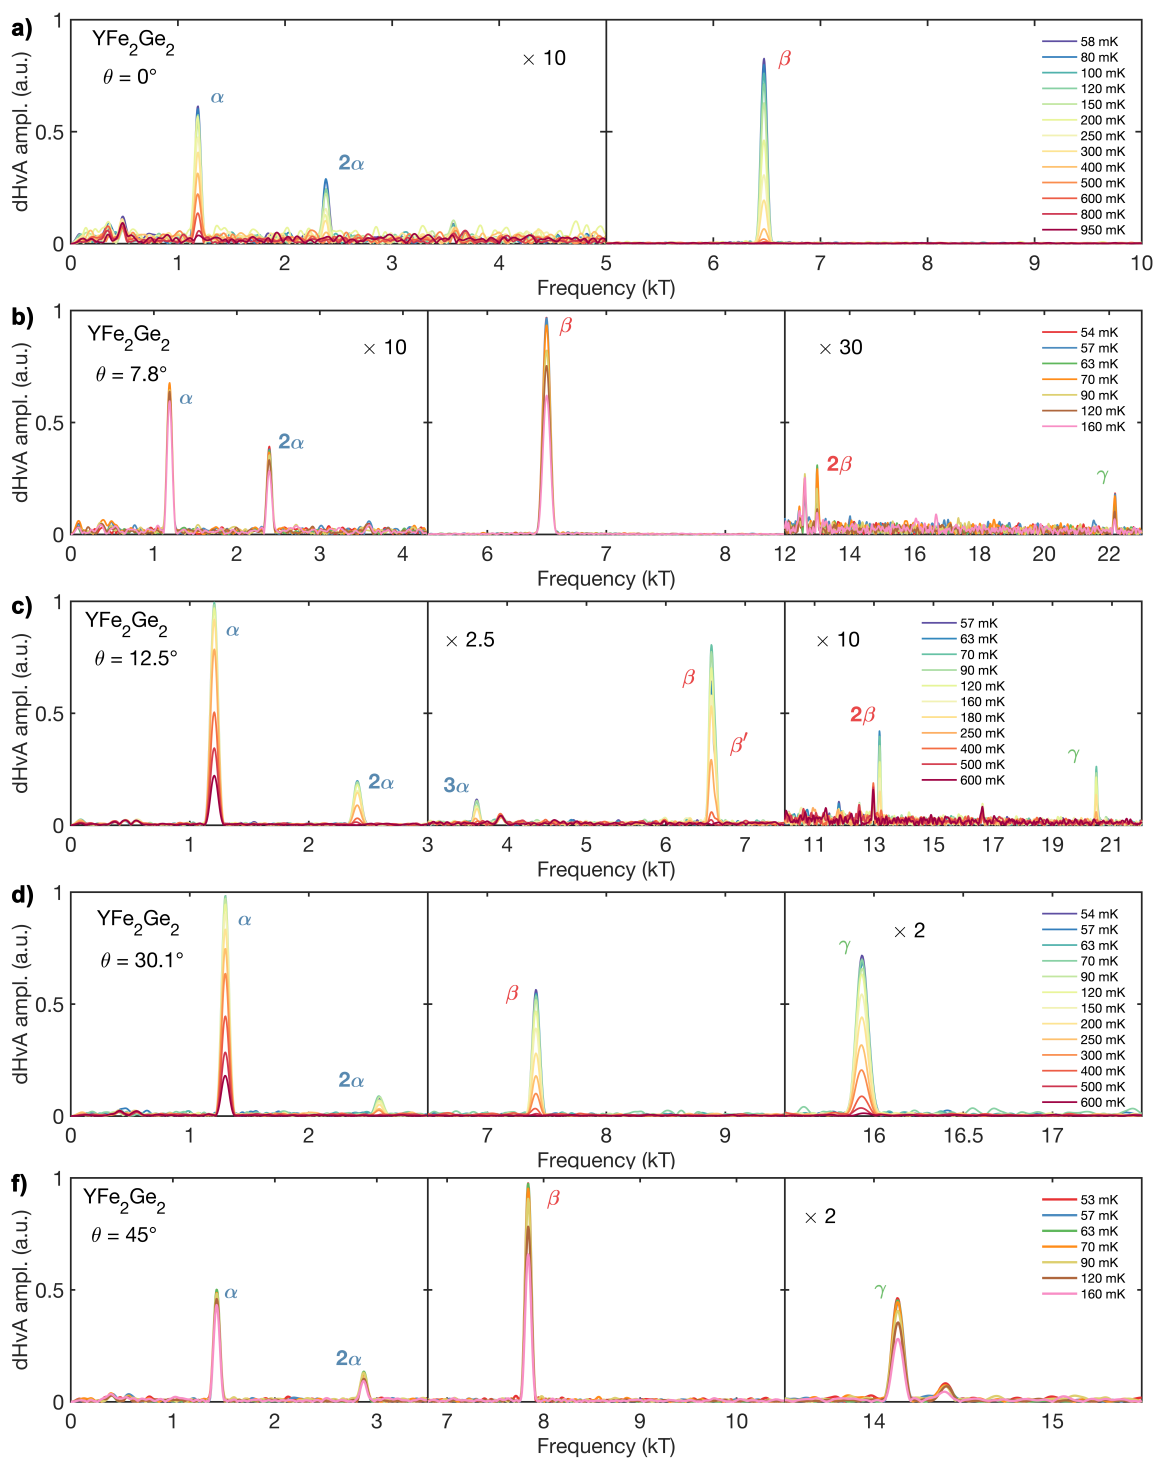 a)
YFe2Ge2
θ = 0°
× 10
α
2α
β
58 mK
80 mK
100 mK
120 mK
150 mK
200 mK
250 mK
300 mK
400 mK
500 mK
600 mK
800 mK
950 mK
dHvA ampl. (a.u.)
1
0.5
0
0 1 2 3 4 5 6 7 8 9 10
Frequency (kT)
b)
YFe2Ge2
θ = 7.8°
× 10
α
2α
β
× 30
2β
γ
54 mK
57 mK
63 mK
70 mK
90 mK
120 mK
160 mK
dHvA ampl. (a.u.)
1
0.5
0
0 1 2 3 4 6 7 8 12 14 16 18 20 22
Frequency (kT)
c)
YFe2Ge2
θ = 12.5°
α
2α
× 2.5
3α
β
β′
× 10
2β
γ
57 mK
63 mK
70 mK
90 mK
120 mK
160 mK
180 mK
250 mK
400 mK
500 mK
600 mK
dHvA ampl. (a.u.)
1
0.5
0
0 1 2 3 4 5 6 7 11 13 15 17 19 21
Frequency (kT)
d)
YFe2Ge2
θ = 30.1°
α
2α
β
× 2
γ
54 mK
57 mK
63 mK
70 mK
90 mK
120 mK
150 mK
200 mK
250 mK
300 mK
400 mK
500 mK
600 mK
dHvA ampl. (a.u.)
1
0.5
0
0 1 2 7 8 9 16 16.5 17
Frequency (kT)
f)
YFe2Ge2
θ = 45°
α
2α
β
× 2
γ
53 mK
57 mK
63 mK
70 mK
90 mK
120 mK
160 mK
dHvA ampl. (a.u.)
1
0.5
0
0 1 2 3 7 8 9 10 14 15
Frequency (kT)